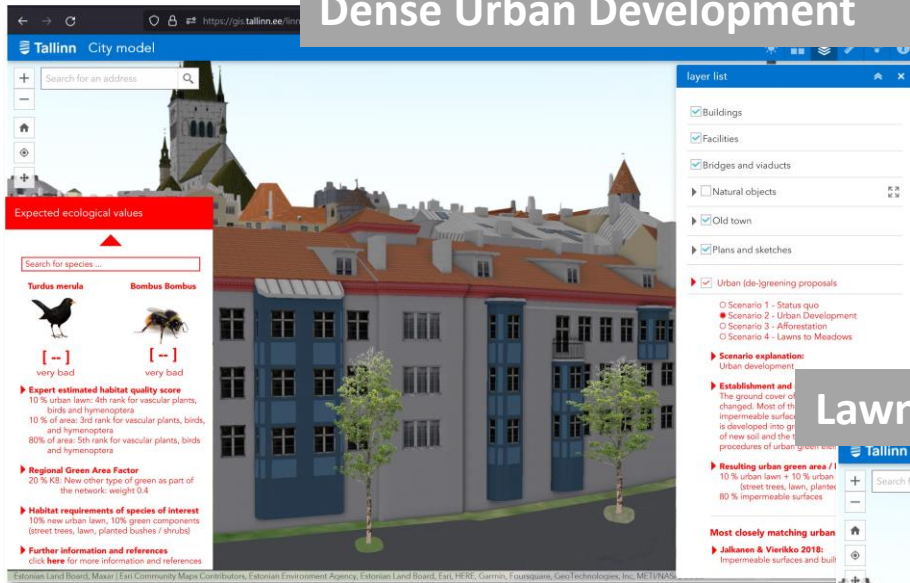 Dense Urban Development
https://gis.tallinn.ee/linn
Tallinn City model
Search for an address
layer list
Buildings
Facilities
Bridges and viaducts
Natural objects
Old town
Plans and sketches
Urban (de-)greening proposals
Scenario 1 - Status quo
Scenario 2 - Urban Development
Scenario 3 - Afforestation
Scenario 4 - Lawns to Meadows
Scenario explanation:
Urban development
Establishment and
The ground cover of
changed. Most of th
impermeable surface
is developed into gr
of new soil and the t
procedures of urban green
Resulting urban green area /
10 % urban lawn + 10 % urban
(street trees, lawn, planted
80 % impermeable surfaces
Most closely matching urban
Jalkanen & Vierikko 2018:
Impermeable surfaces and built
Expected ecological values
Search for species ...
Turdus merula Bombus Bombus
[ -- ] [ -- ]
very bad very bad
Expert estimated habitat quality score
10 % urban lawn: 4th rank for vascular plants,
birds and hymenoptera
10 % of area: 3rd rank for vascular plants, birds,
and hymenoptera
80% of area: 5th rank for vascular plants, birds
and hymenoptera
Regional Green Area Factor
20 % K8: New other type of green as part of
the network: weight 0.4
Habitat requirements of species of interest
10% new urban lawn, 10% green components
(street trees, lawn, planted bushes / shrubs)
Further information and references
click here for more information and references
Estonian Land Board, Maxar | Esri Community Maps Contributors, Estonian Environment Agency, Estonian Land Board, Esri, HERE, Garmin, Foursquare, GeoTechnologies, Inc, METI/NAS
Lawn
Tallinn
Search f